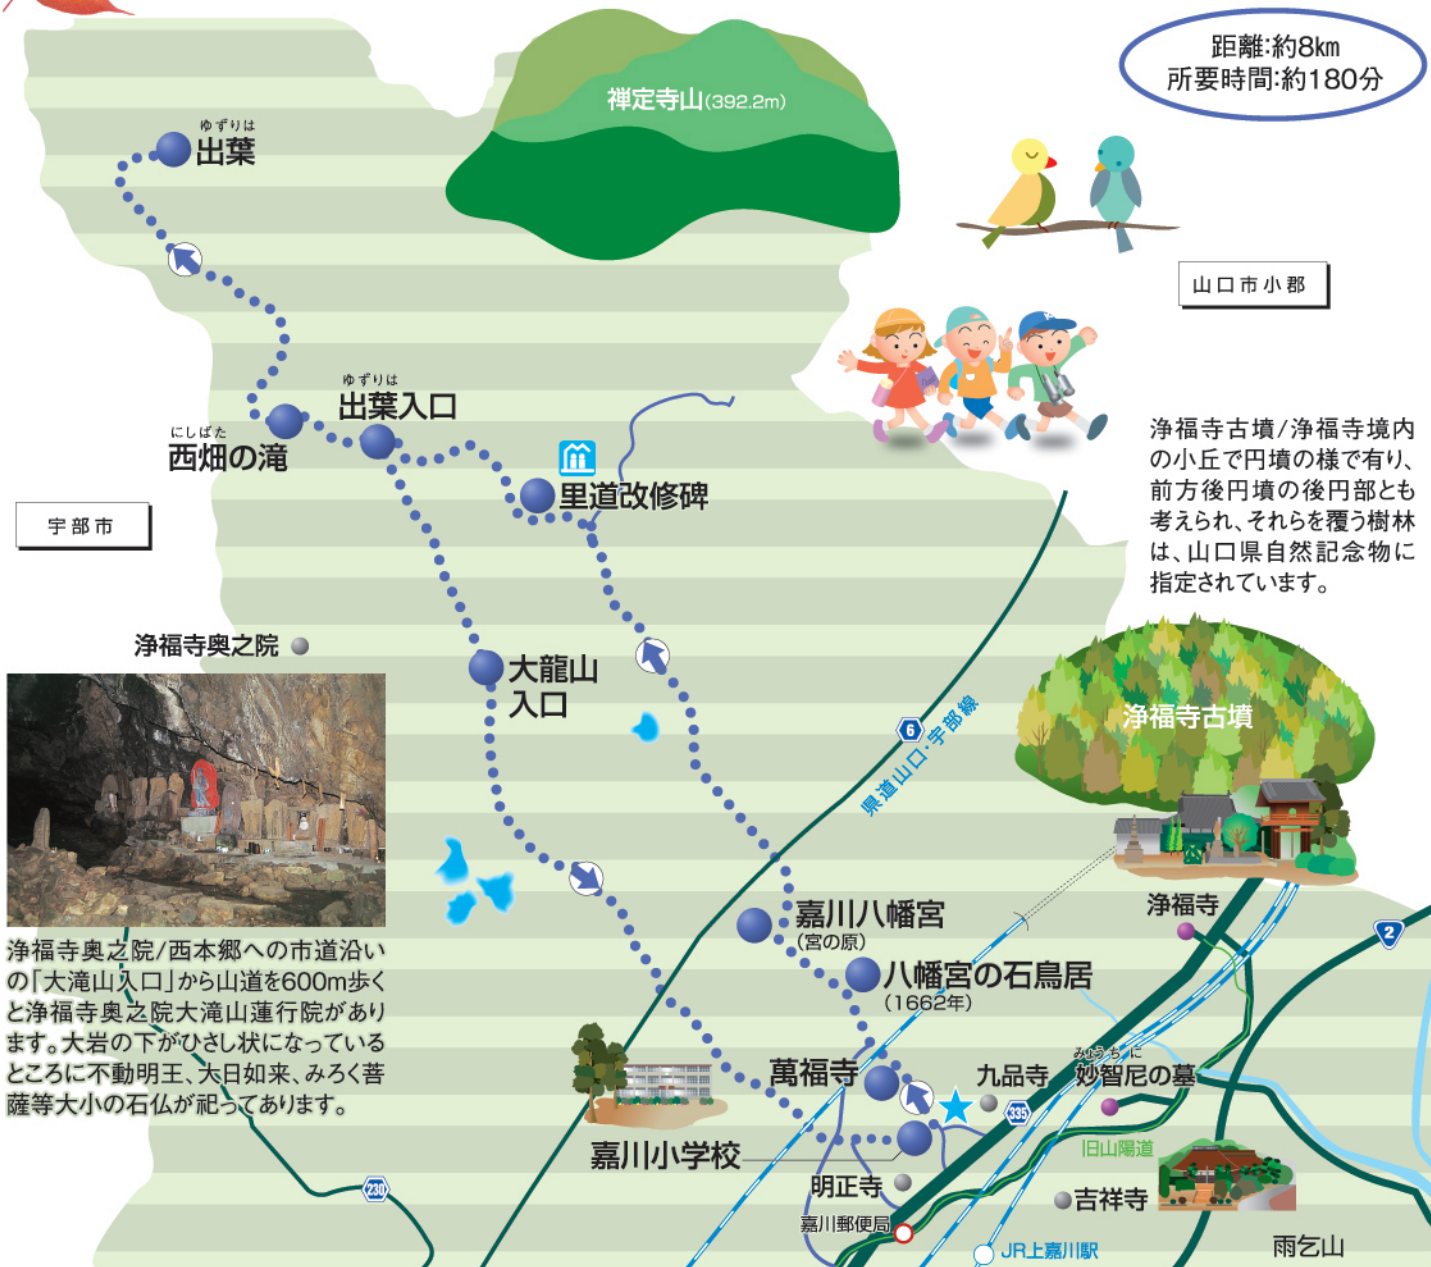 距離:約8km
所要時間:約180分
禅定寺山(392.2m)
ゆずりは
出葉
山口市小郡
ゆずりは
出葉入口
にしばた
西畑の滝
里道改修碑
宇部市
浄福寺古墳/浄福寺境内
の小丘で円墳の様で有り、
前方後円墳の後円部とも
考えられ、それらを覆う樹林
は、山口県自然記念物に
指定されています。
浄福寺奥之院
大龍山
入口
6
県道山口・宇部線
浄福寺古墳
浄福寺
2
嘉川八幡宮
(宮の原)
八幡宮の石鳥居
(1662年)
浄福寺奥之院/西本郷への市道沿い
の「大滝山入口」から山道を600m歩く
と浄福寺奥之院大滝山蓮行院があり
ます。大岩の下がひさし状になっている
ところに不動明王、大日如来、みろく菩
薩等大小の石仏が祀ってあります。
萬福寺
九品寺
みょうちに
妙智尼の墓
335
旧山陽道
嘉川小学校
明正寺
吉祥寺
230
嘉川郵便局
JR上嘉川駅
雨乞山